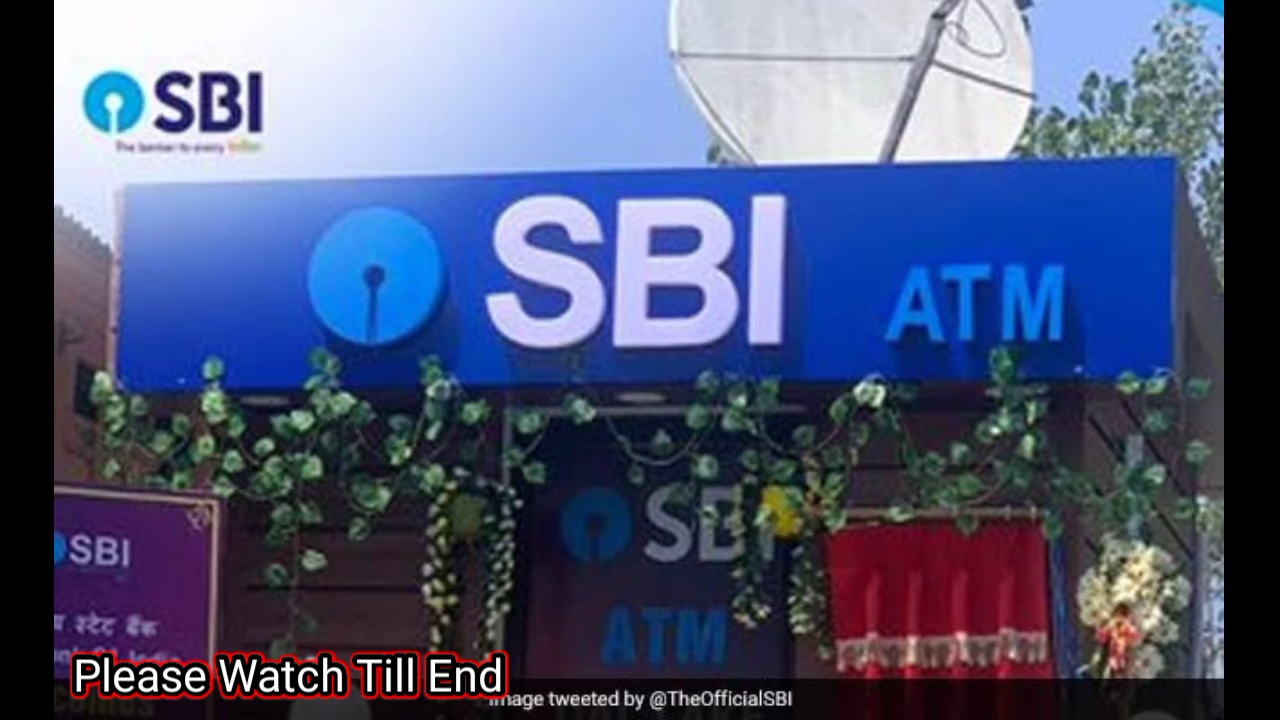 SBI
The banker to every Indian
SBI ATM
SBI
ATM
SBI
स्टेट बैंक
Please Watch Till End
Image tweeted by @TheOfficialSBI